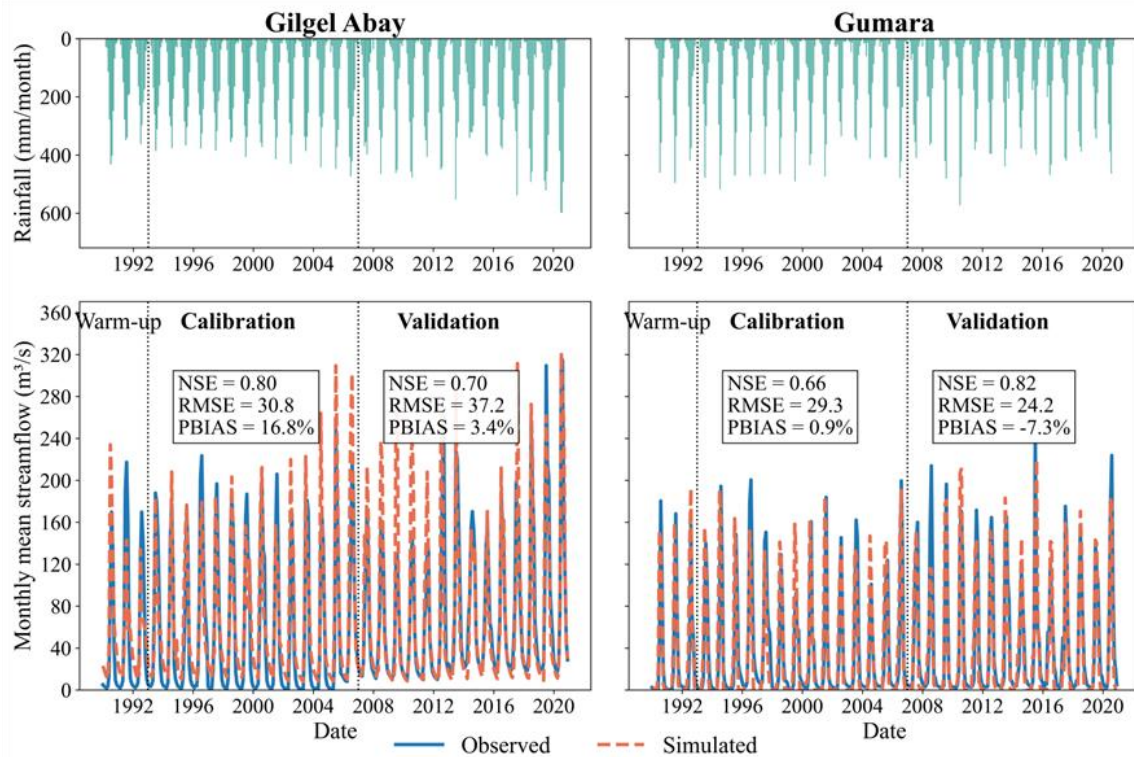 Gilgel Abay
Gumara
Rainfall (mm/month)
0
200
400
600
1992 1996 2000 2004 2008 2012 2016 2020
1992 1996 2000 2004 2008 2012 2016 2020
Monthly mean streamflow (m³/s)
360
320
280
240
200
160
120
80
40
0
Warm-up Calibration Validation
NSE = 0.80
RMSE = 30.8
PBIAS = 16.8%
NSE = 0.70
RMSE = 37.2
PBIAS = 3.4%
Warm-up Calibration Validation
NSE = 0.66
RMSE = 29.3
PBIAS = 0.9%
NSE = 0.82
RMSE = 24.2
PBIAS = -7.3%
1992 1996 2000 2004 2008 2012 2016 2020
Date
1992 1996 2000 2004 2008 2012 2016 2020
Date
Observed Simulated